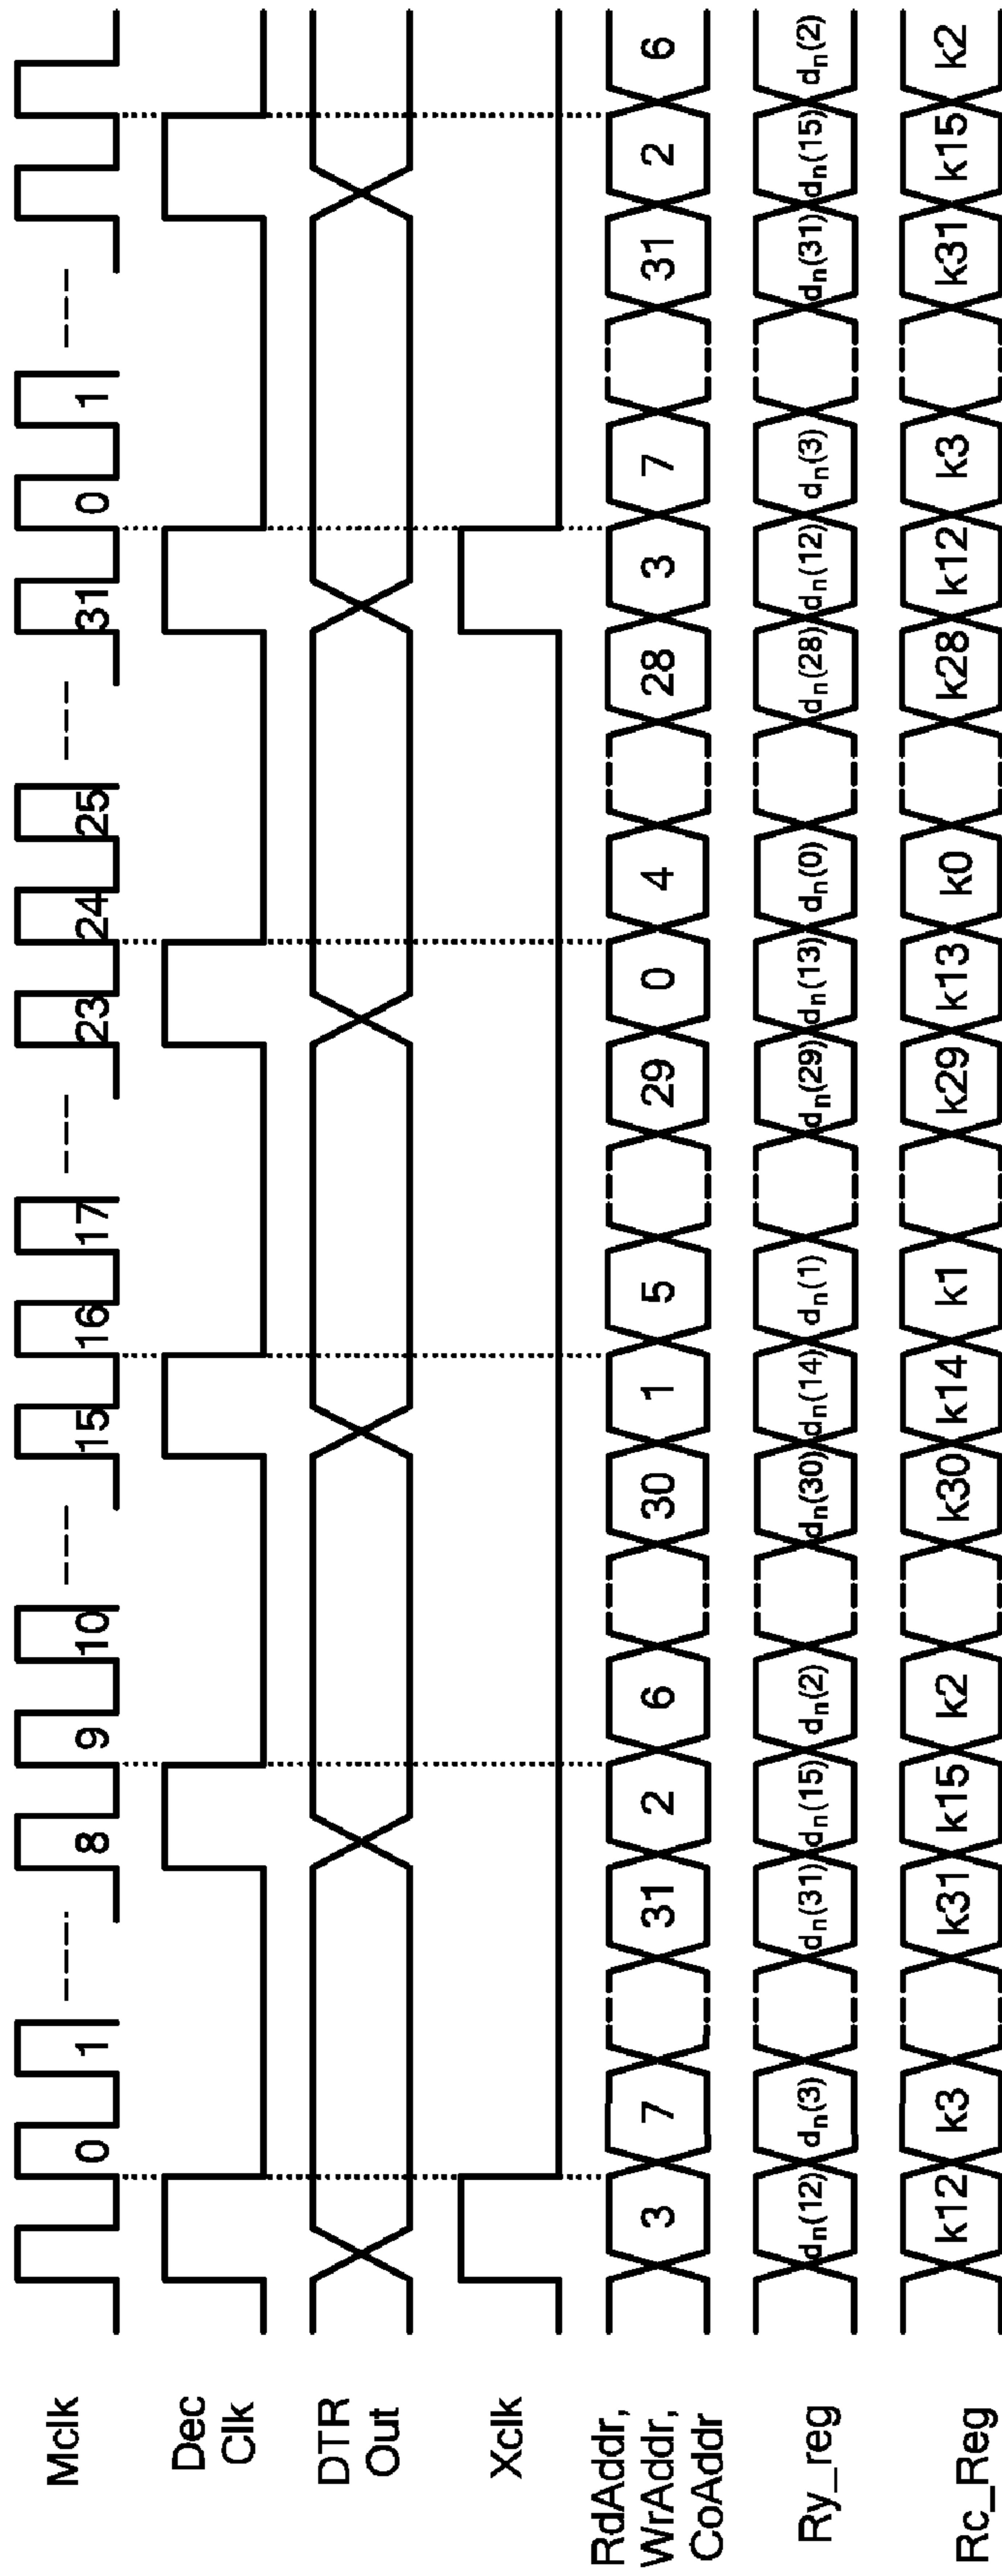 Mclk
0 1 8 9 10 15 16 17 23 24 25 31 0 1
Dec
Clk
DTR
Out
Xclk
RdAddr,
WrAddr,
CoAddr
3 7 31 2 6 30 1 5 29 0 4 28 3 7 31 2 6
Ry_reg
dn(12) dn(3) dn(31) dn(15) dn(2) dn(30) dn(14) dn(1) dn(29) dn(13) dn(0) dn(28) dn(12) dn(3) dn(31) dn(15) dn(2)
Rc_Reg
k12 k3 k31 k15 k2 k30 k14 k1 k29 k13 k0 k28 k12 k3 k31 k15 k2